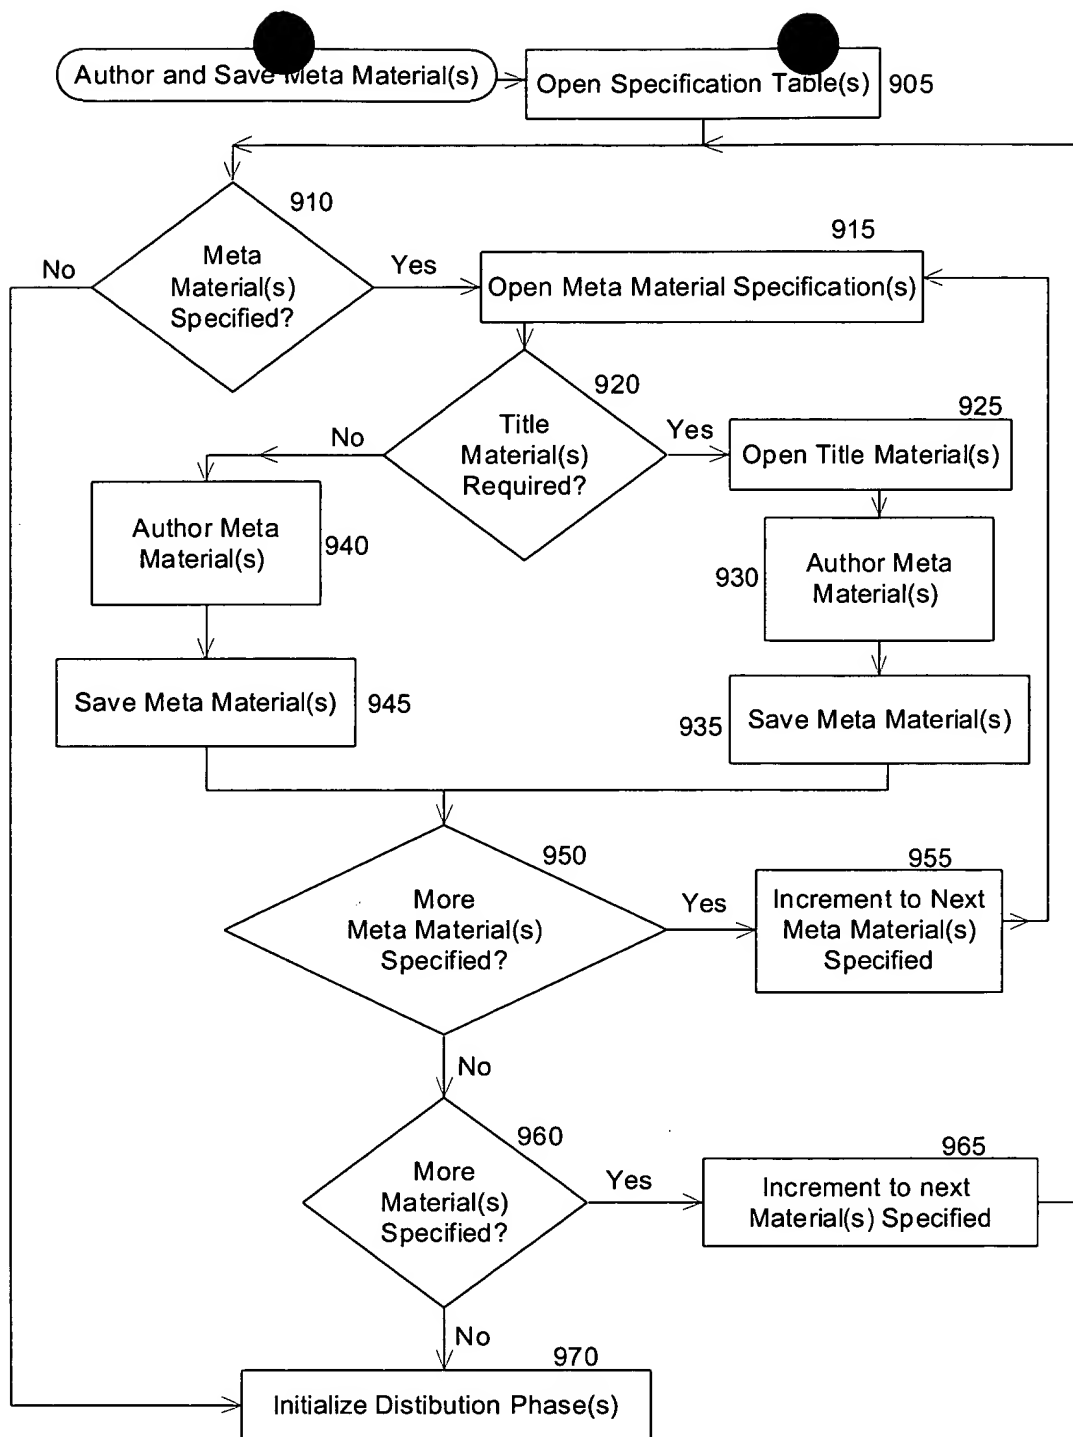 Author and Save Meta Material(s)
Open Specification Table(s)
905
910
Meta
Material(s)
Specified?
No
Yes
915
Open Meta Material Specification(s)
920
Title
Material(s)
Required?
No
Yes
925
Open Title Material(s)
Author Meta
Material(s)
940
930
Author Meta
Material(s)
Save Meta Material(s)
945
935
Save Meta Material(s)
950
More
Meta Material(s)
Specified?
Yes
955
Increment to Next
Meta Material(s)
Specified
No
960
More
Material(s)
Specified?
Yes
965
Increment to next
Material(s) Specified
No
970
Initialize Distibution Phase(s)